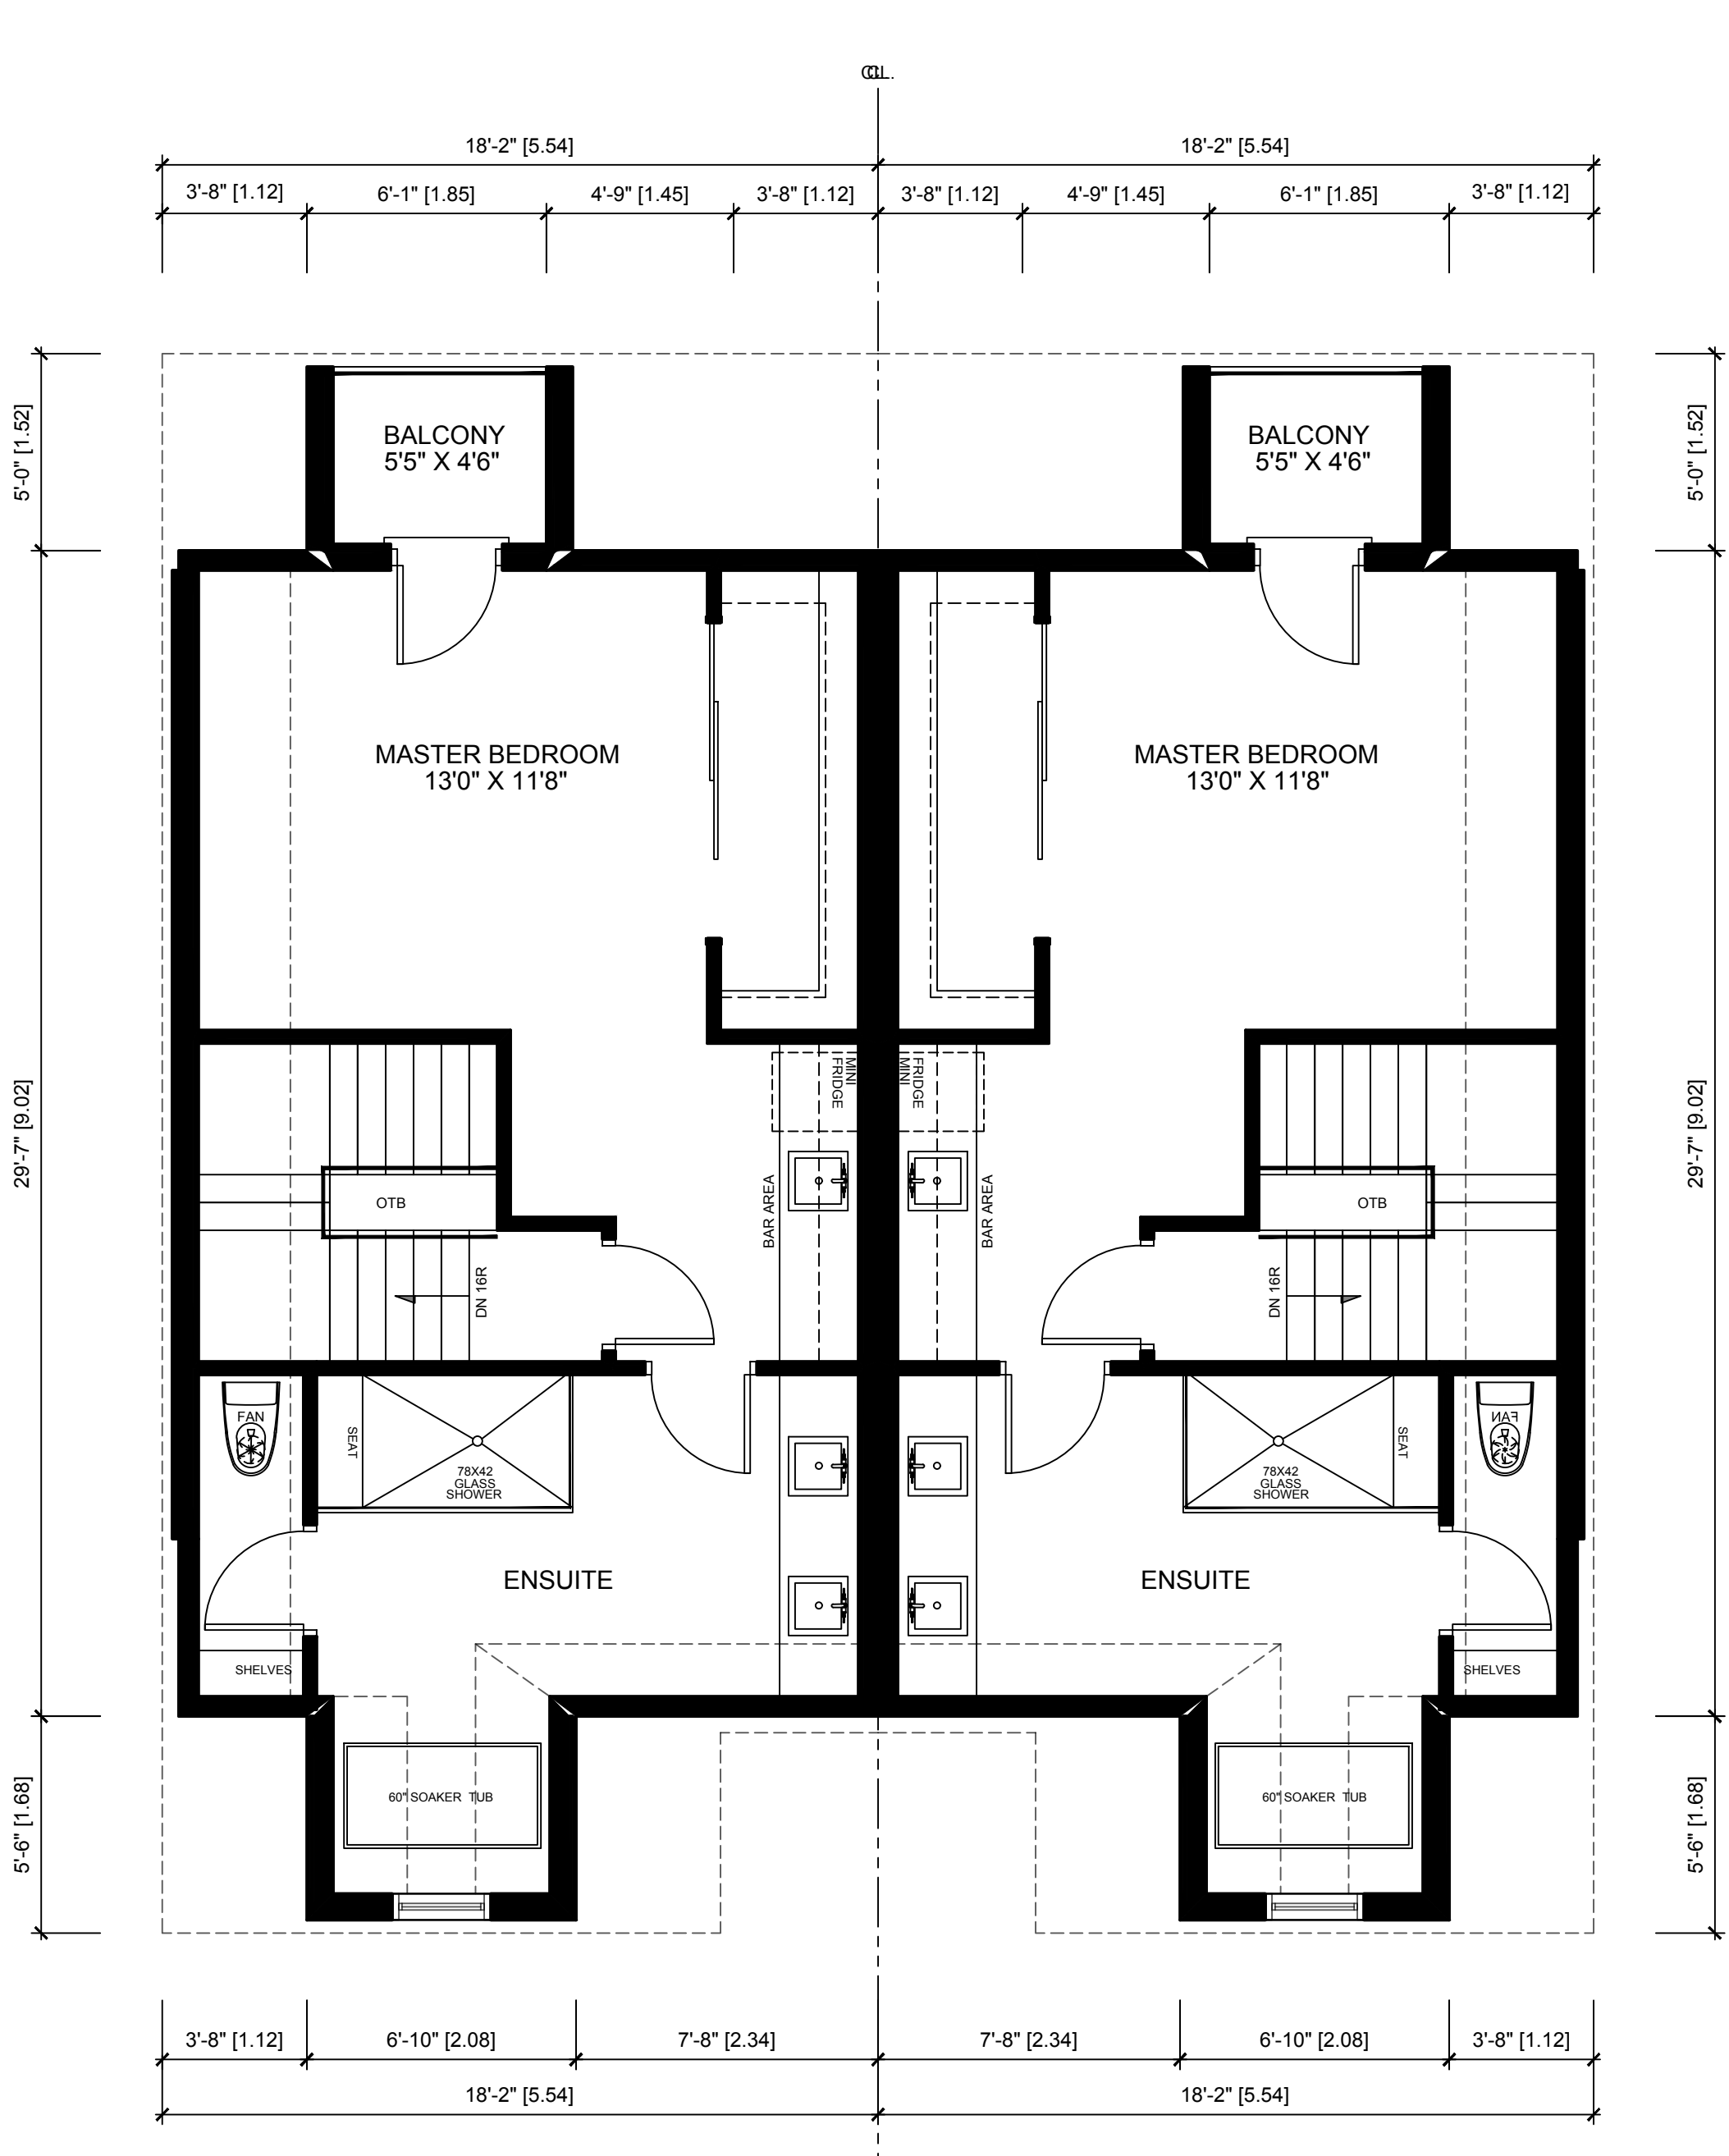 CL.
18'-2" [5.54]
18'-2" [5.54]
3'-8" [1.12]
6'-1" [1.85]
4'-9" [1.45]
3'-8" [1.12]
3'-8" [1.12]
4'-9" [1.45]
6'-1" [1.85]
3'-8" [1.12]
5'-0" [1.52]
BALCONY
5'5" X 4'6"
BALCONY
5'5" X 4'6"
5'-0" [1.52]
MASTER BEDROOM
13'0" X 11'8"
MASTER BEDROOM
13'0" X 11'8"
29'-7" [9.02]
MINI
FRIDGE
FRIDGE
MINI
29'-7" [9.02]
OTB
BAR AREA
BAR AREA
OTB
DN 16R
DN 16R
FAN
SEAT
78X42
GLASS
SHOWER
78X42
GLASS
SHOWER
SEAT
FAN
ENSUITE
ENSUITE
SHELVES
SHELVES
5'-6" [1.68]
60" SOAKER TUB
60" SOAKER TUB
5'-6" [1.68]
3'-8" [1.12]
6'-10" [2.08]
7'-8" [2.34]
7'-8" [2.34]
6'-10" [2.08]
3'-8" [1.12]
18'-2" [5.54]
18'-2" [5.54]